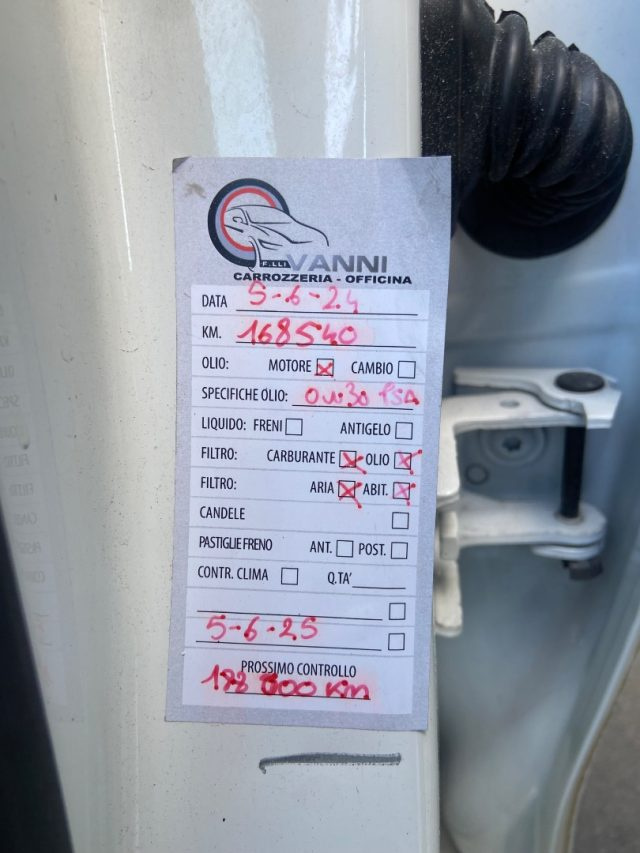 F.LLI VANNI
CARROZZERIA - OFFICINA
DATA 5-6-24
KM. 168540
OLIO: MOTORE CAMBIO
SPECIFICHE OLIO: 0W30 PSA
LIQUIDO: FRENI ANTIGELO
FILTRO: CARBURANTE OLIO
FILTRO: ARIA ABIT.
CANDELE
PASTIGLIE FRENO ANT. POST.
CONTR. CLIMA Q.TA'
5-6-25
PROSSIMO CONTROLLO
km